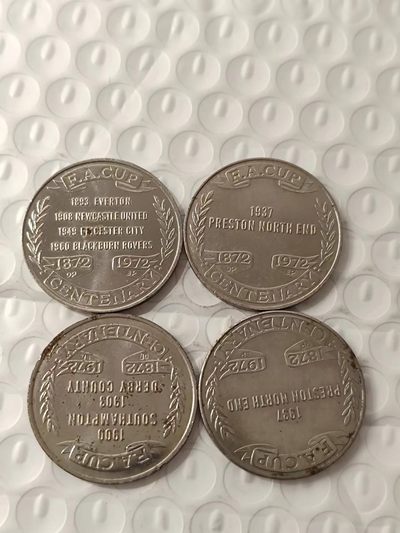 F.A. CUP
1893 EVERTON
1908 NEWCASTLE UNITED
1949 LEICESTER CITY
1960 BLACKBURN ROVERS
1872 1972
CENTENARY
F.A. CUP
1937
PRESTON NORTH END
1872 1972
CENTENARY
F.A. CUP
1900
SOUTHAMPTON
1903
DERBY COUNTY
1872 1972
CENTENARY
F.A. CUP
1937
PRESTON NORTH END
1872 1972
CENTENARY